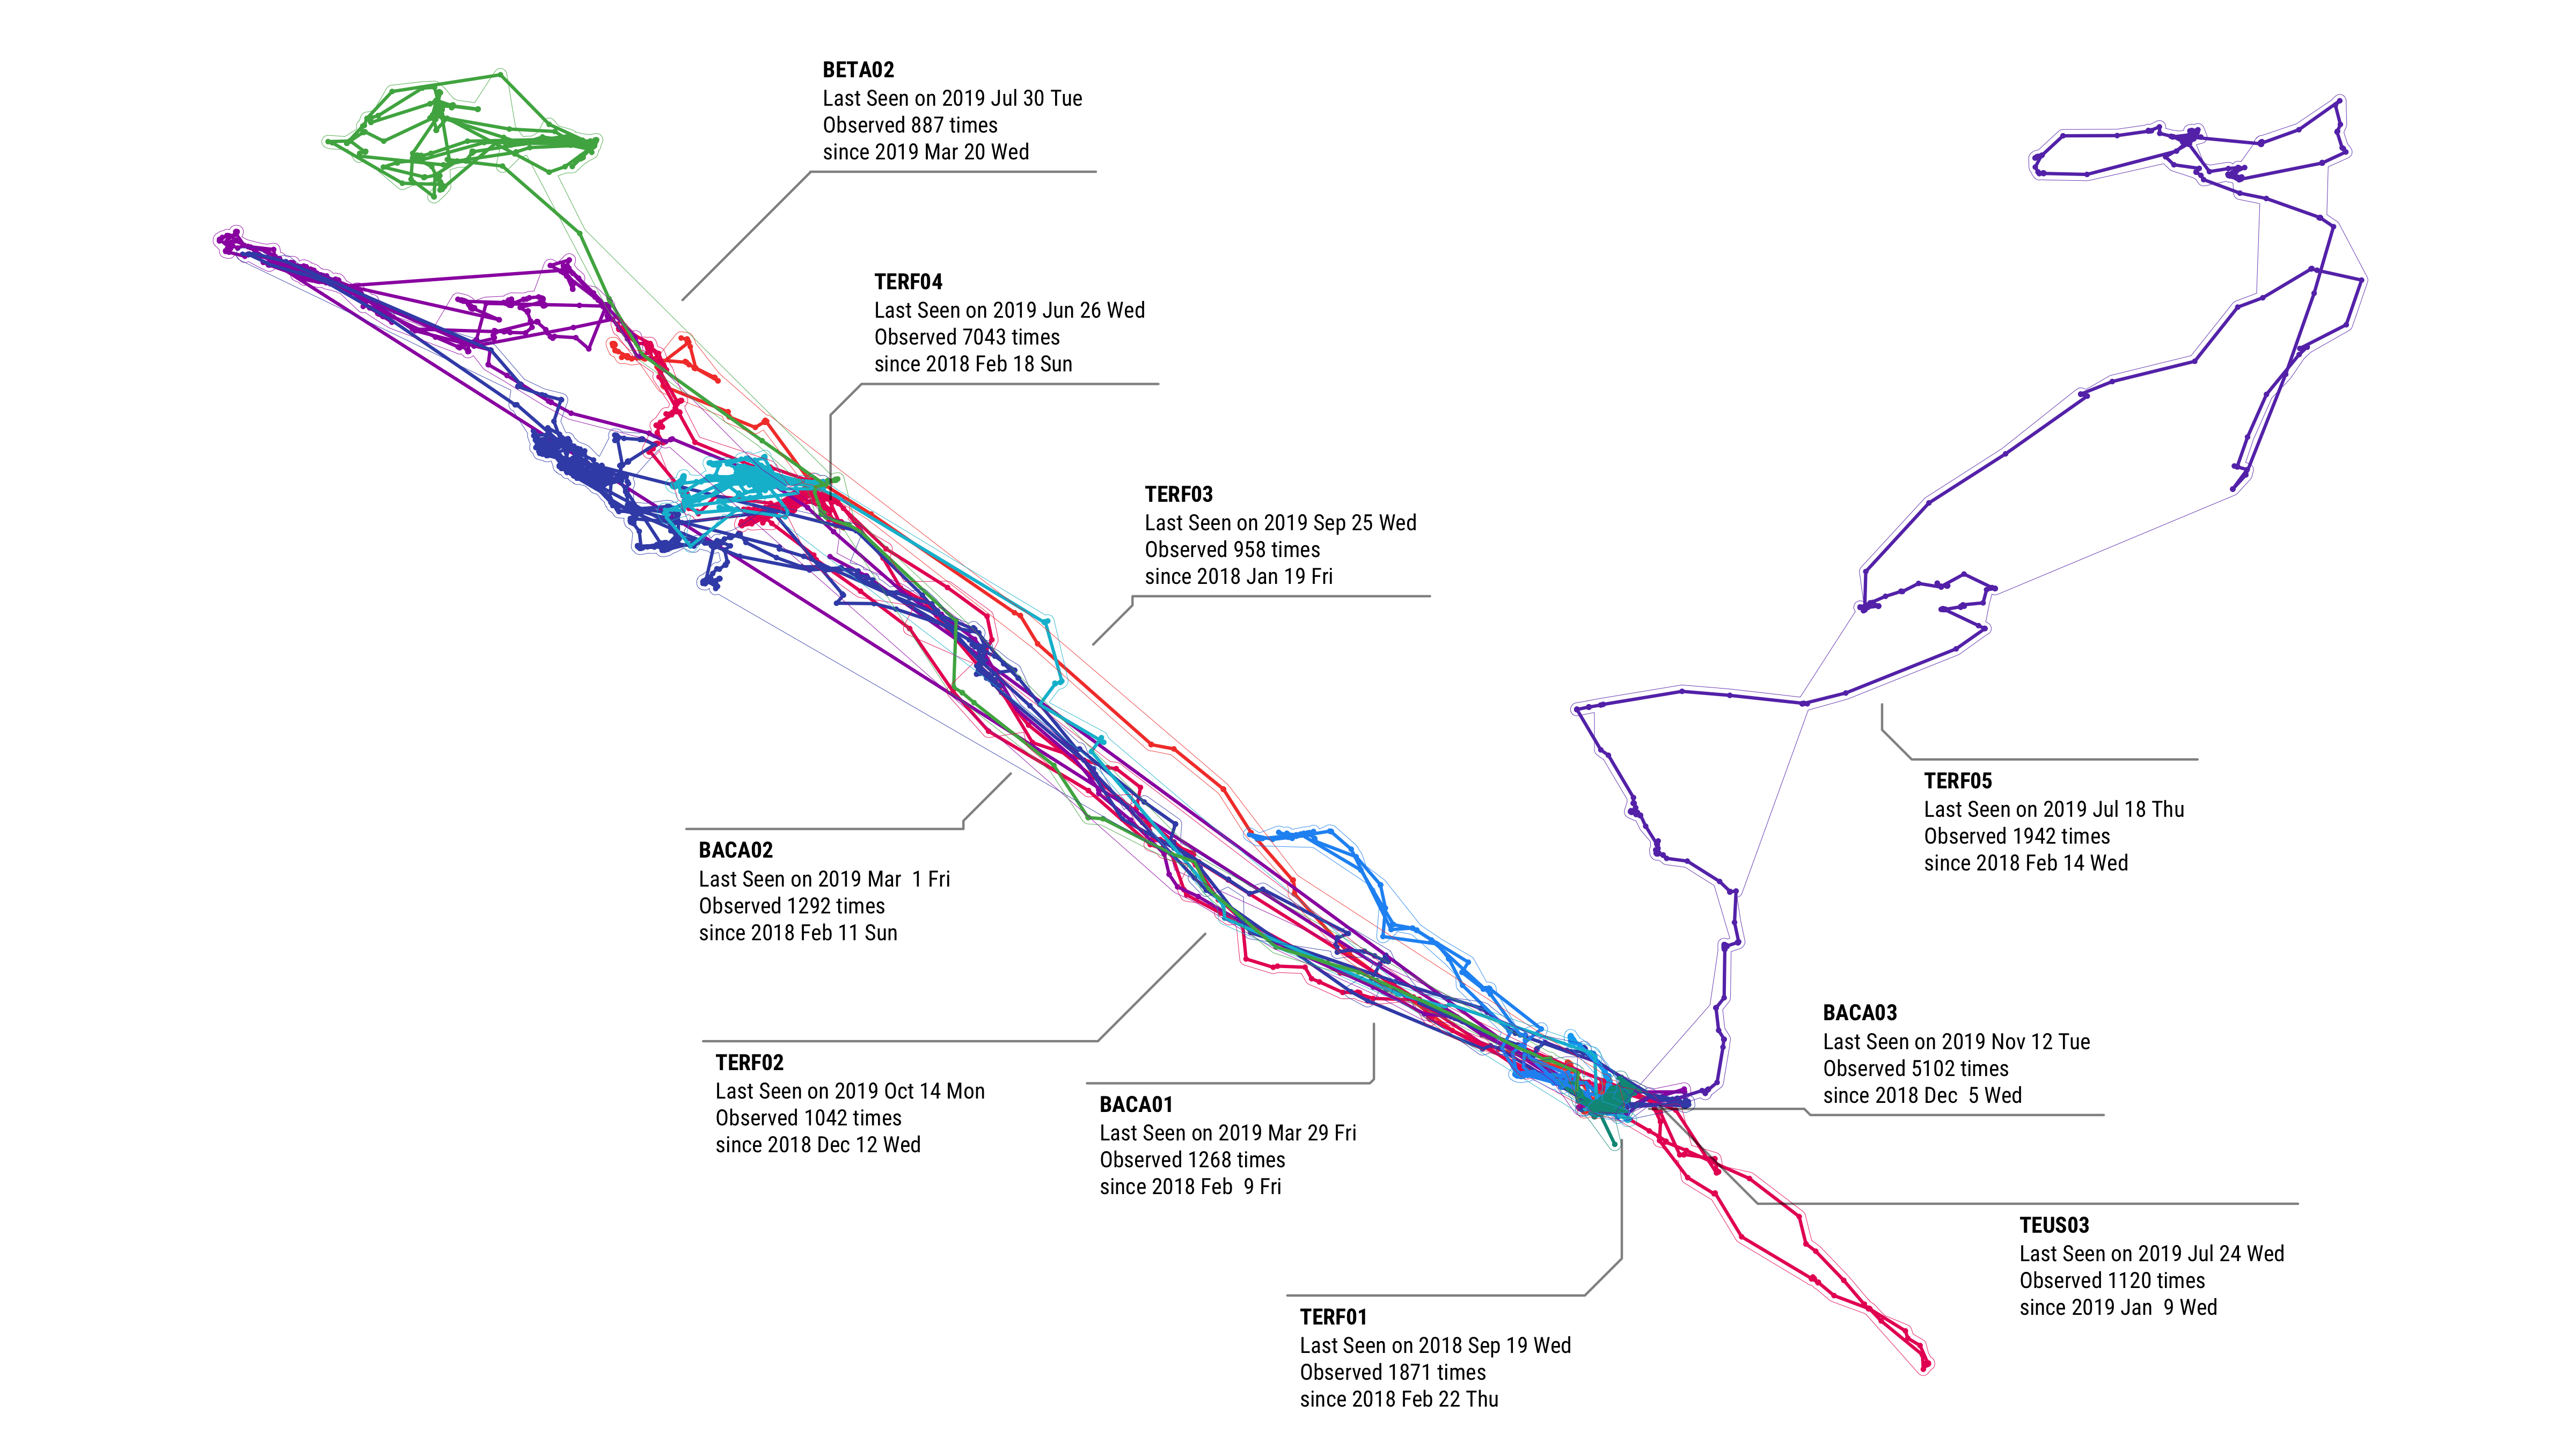 BETA02
Last Seen on 2019 Jul 30 Tue
Observed 887 times
since 2019 Mar 20 Wed
TERF04
Last Seen on 2019 Jun 26 Wed
Observed 7043 times
since 2018 Feb 18 Sun
TERF03
Last Seen on 2019 Sep 25 Wed
Observed 958 times
since 2018 Jan 19 Fri
TERF05
Last Seen on 2019 Jul 18 Thu
Observed 1942 times
since 2018 Feb 14 Wed
BACA02
Last Seen on 2019 Mar  1 Fri
Observed 1292 times
since 2018 Feb 11 Sun
BACA03
Last Seen on 2019 Nov 12 Tue
Observed 5102 times
since 2018 Dec  5 Wed
TERF02
Last Seen on 2019 Oct 14 Mon
Observed 1042 times
since 2018 Dec 12 Wed
BACA01
Last Seen on 2019 Mar 29 Fri
Observed 1268 times
since 2018 Feb  9 Fri
TEUS03
Last Seen on 2019 Jul 24 Wed
Observed 1120 times
since 2019 Jan  9 Wed
TERF01
Last Seen on 2018 Sep 19 Wed
Observed 1871 times
since 2018 Feb 22 Thu